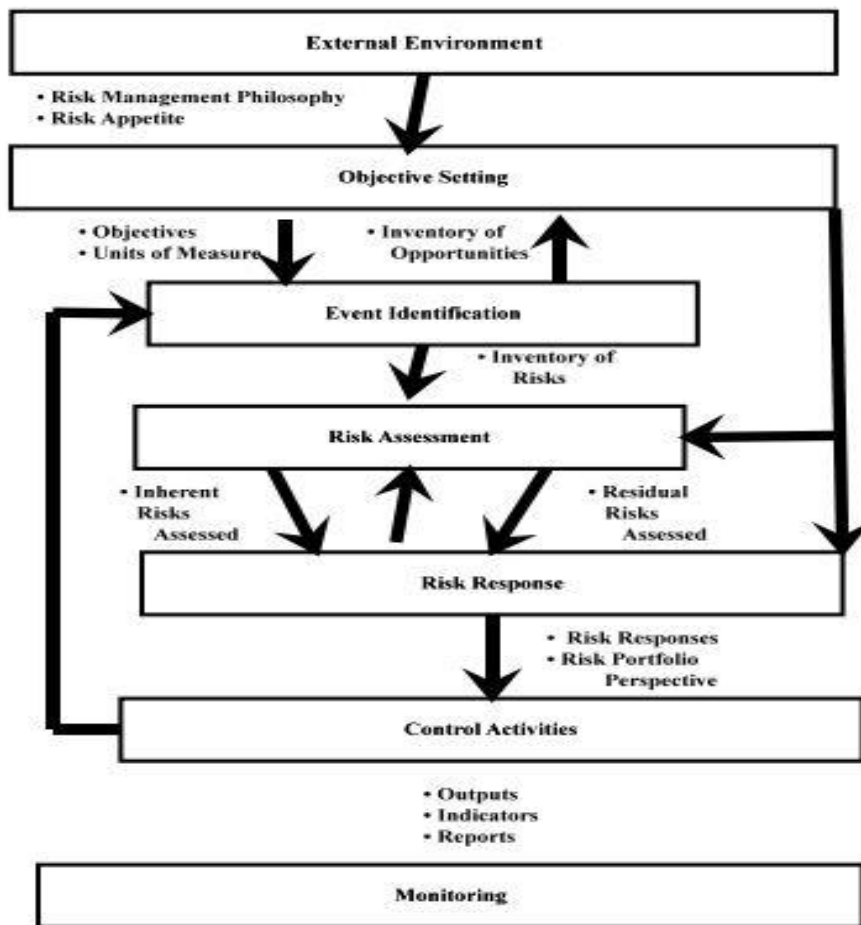 External Environment
• Risk Management Philosophy
• Risk Appetite
Objective Setting
• Objectives
• Units of Measure
• Inventory of
Opportunities
Event Identification
• Inventory of
Risks
Risk Assessment
• Inherent
Risks
Assessed
• Residual
Risks
Assessed
Risk Response
• Risk Responses
• Risk Portfolio
Perspective
Control Activities
• Outputs
• Indicators
• Reports
Monitoring